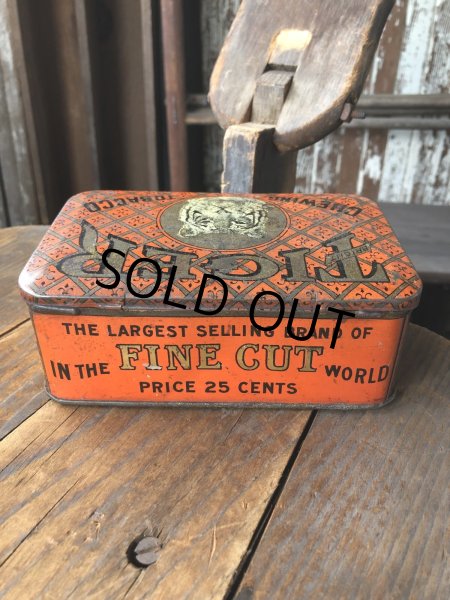 CHEWING TOBACCO
TIGER
SOLD OUT
THE LARGEST SELLING BRAND OF
IN THE FINE CUT WORLD
PRICE 25 CENTS